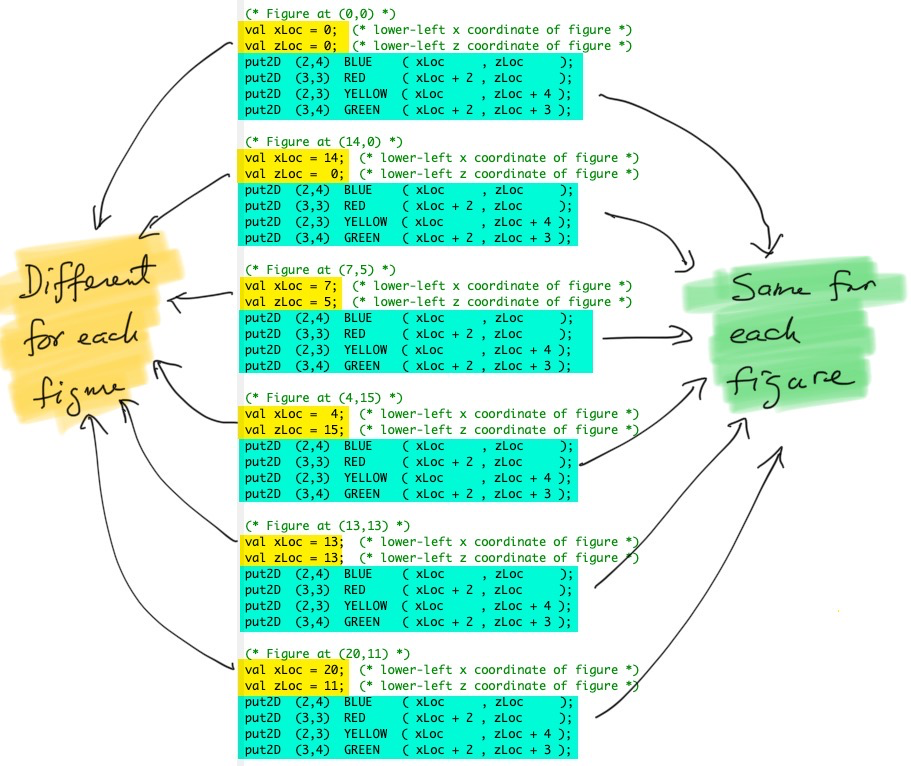 (* Figure at (0,0) *)
val xLoc = 0;  (* lower-left x coordinate of figure *)
val zLoc = 0;  (* lower-left z coordinate of figure *)
put2D  (2,4)  BLUE    ( xLoc     , zLoc     );
put2D  (3,3)  RED     ( xLoc + 2 , zLoc     );
put2D  (2,3)  YELLOW  ( xLoc     , zLoc + 4 );
put2D  (3,4)  GREEN   ( xLoc + 2 , zLoc + 3 );
(* Figure at (14,0) *)
val xLoc = 14;  (* lower-left x coordinate of figure *)
val zLoc =  0;  (* lower-left z coordinate of figure *)
put2D  (2,4)  BLUE    ( xLoc     , zLoc     );
put2D  (3,3)  RED     ( xLoc + 2 , zLoc     );
put2D  (2,3)  YELLOW  ( xLoc     , zLoc + 4 );
put2D  (3,4)  GREEN   ( xLoc + 2 , zLoc + 3 );
(* Figure at (7,5) *)
val xLoc = 7;  (* lower-left x coordinate of figure *)
val zLoc = 5;  (* lower-left z coordinate of figure *)
put2D  (2,4)  BLUE    ( xLoc     , zLoc     );
put2D  (3,3)  RED     ( xLoc + 2 , zLoc     );
put2D  (2,3)  YELLOW  ( xLoc     , zLoc + 4 );
put2D  (3,4)  GREEN   ( xLoc + 2 , zLoc + 3 );
(* Figure at (4,15) *)
val xLoc =  4;  (* lower-left x coordinate of figure *)
val zLoc = 15;  (* lower-left z coordinate of figure *)
put2D  (2,4)  BLUE    ( xLoc     , zLoc     );
put2D  (3,3)  RED     ( xLoc + 2 , zLoc     );
put2D  (2,3)  YELLOW  ( xLoc     , zLoc + 4 );
put2D  (3,4)  GREEN   ( xLoc + 2 , zLoc + 3 );
(* Figure at (13,13) *)
val xLoc = 13;  (* lower-left x coordinate of figure *)
val zLoc = 13;  (* lower-left z coordinate of figure *)
put2D  (2,4)  BLUE    ( xLoc     , zLoc     );
put2D  (3,3)  RED     ( xLoc + 2 , zLoc     );
put2D  (2,3)  YELLOW  ( xLoc     , zLoc + 4 );
put2D  (3,4)  GREEN   ( xLoc + 2 , zLoc + 3 );
(* Figure at (20,11) *)
val xLoc = 20;  (* lower-left x coordinate of figure *)
val zLoc = 11;  (* lower-left z coordinate of figure *)
put2D  (2,4)  BLUE    ( xLoc     , zLoc     );
put2D  (3,3)  RED     ( xLoc + 2 , zLoc     );
put2D  (2,3)  YELLOW  ( xLoc     , zLoc + 4 );
put2D  (3,4)  GREEN   ( xLoc + 2 , zLoc + 3 );
Different
for each
figure
Same for
each
figure